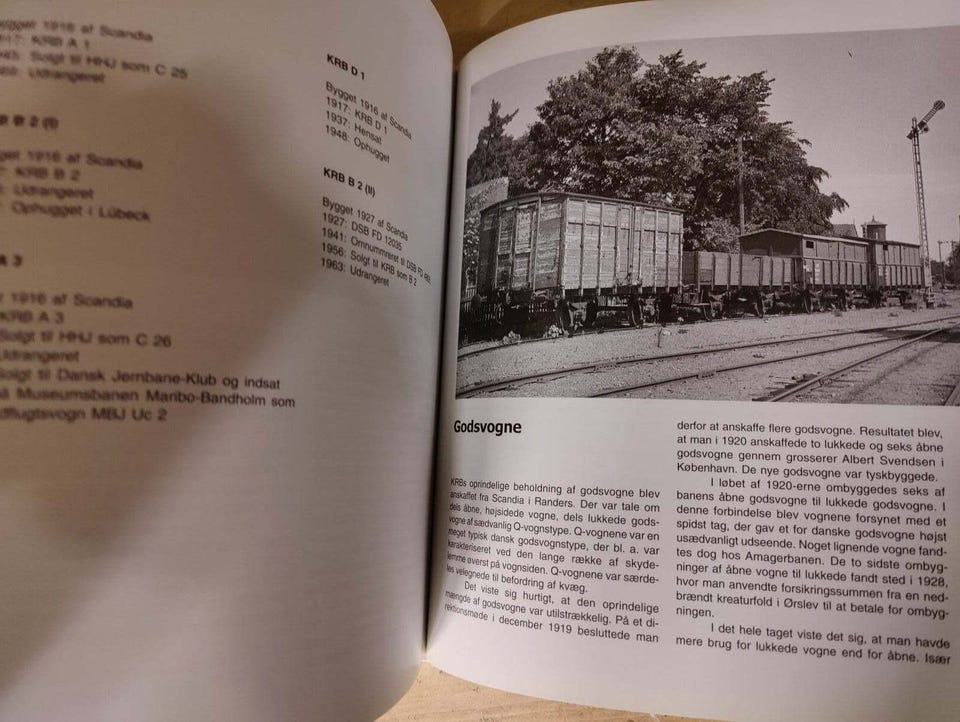 1916 af Scandia
KRB A 1
Solgt til HHJ som C 25
Udrangeret
B 2 (I)
1916 af Scandia
KRB B 2
Udrangeret
Ophugget i Lübeck
A 3
1916 af Scandia
KRB A 3
Solgt til HHJ som C 26
Udrangeret
Solgt til Dansk Jernbane-Klub og indsat
på Museumsbanen Maribo-Bandholm som
MBJ Uc 2
KRB D 1
Bygget 1916 af Scandia
1917: KRB D 1
1937: Hensat
1948: Ophugget
KRB B 2 (II)
Bygget 1927 af Scandia
1927: DSB FD 12035
1941: Omnummreret til DSB FD
1956: Solgt til KRB som B 2
1963: Udrangeret
Godsvogne
KRBs oprindelige beholdning af godsvogne blev
anskaffet fra Scandia i Randers. Der var tale om
dels åbne, højsidede vogne, dels lukkede gods-
vogne af sædvanlig Q-vognstype. Q-vognene var en
meget typisk dansk godsvognstype, der bl. a. var
karakteriseret ved den lange række af skyde-
lemme øverst på vognsiden. Q-vognene var særde-
les velegnede til befordring af kvæg.
Det viste sig hurtigt, at den oprindelige
mængde af godsvogne var utilstrækkelig. På et di-
rektionsmøde i december 1919 besluttede man
derfor at anskaffe flere godsvogne. Resultatet blev,
at man i 1920 anskaffede to lukkede og seks åbne
godsvogne gennem grosserer Albert Svendsen i
København. De nye godsvogne var tyskbyggede.
I løbet af 1920-erne ombyggedes seks af
banens åbne godsvogne til lukkede godsvogne. I
denne forbindelse blev vognene forsynet med et
spidst tag, der gav et for danske godsvogne højst
usædvanligt udseende. Noget lignende vogne fand-
tes dog hos Amagerbanen. De to sidste ombyg-
ninger af åbne vogne til lukkede fandt sted i 1928,
hvor man anvendte forsikringssummen fra en ned-
brændt kreaturfold i Ørslev til at betale for ombyg-
ningen.
I det hele taget viste det sig, at man havde
mere brug for lukkede vogne end for åbne. Især